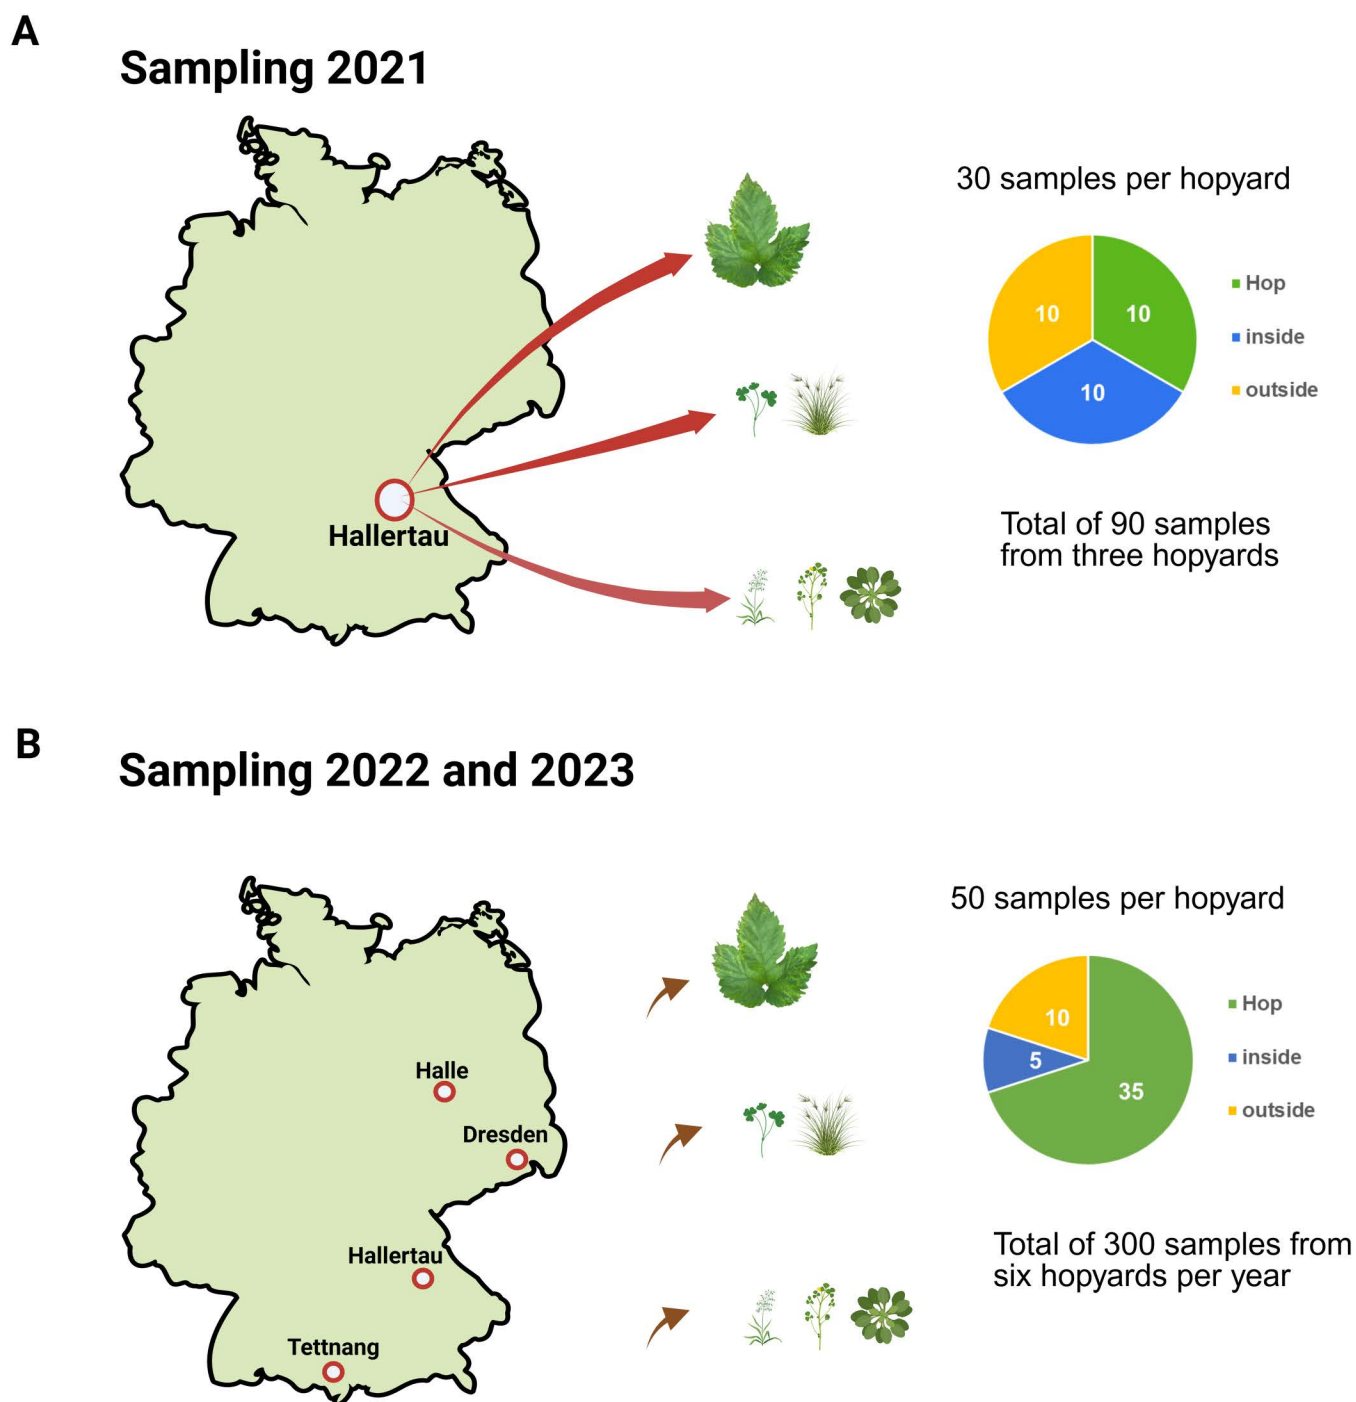 A
Sampling 2021
30 samples per hopyard
10
10
10
Hop
inside
outside
Hallertau
Total of 90 samples
from three hopyards
B
Sampling 2022 and 2023
50 samples per hopyard
10
5
35
Hop
inside
outside
Halle
Dresden
Hallertau
Tettnang
Total of 300 samples from
six hopyards per year